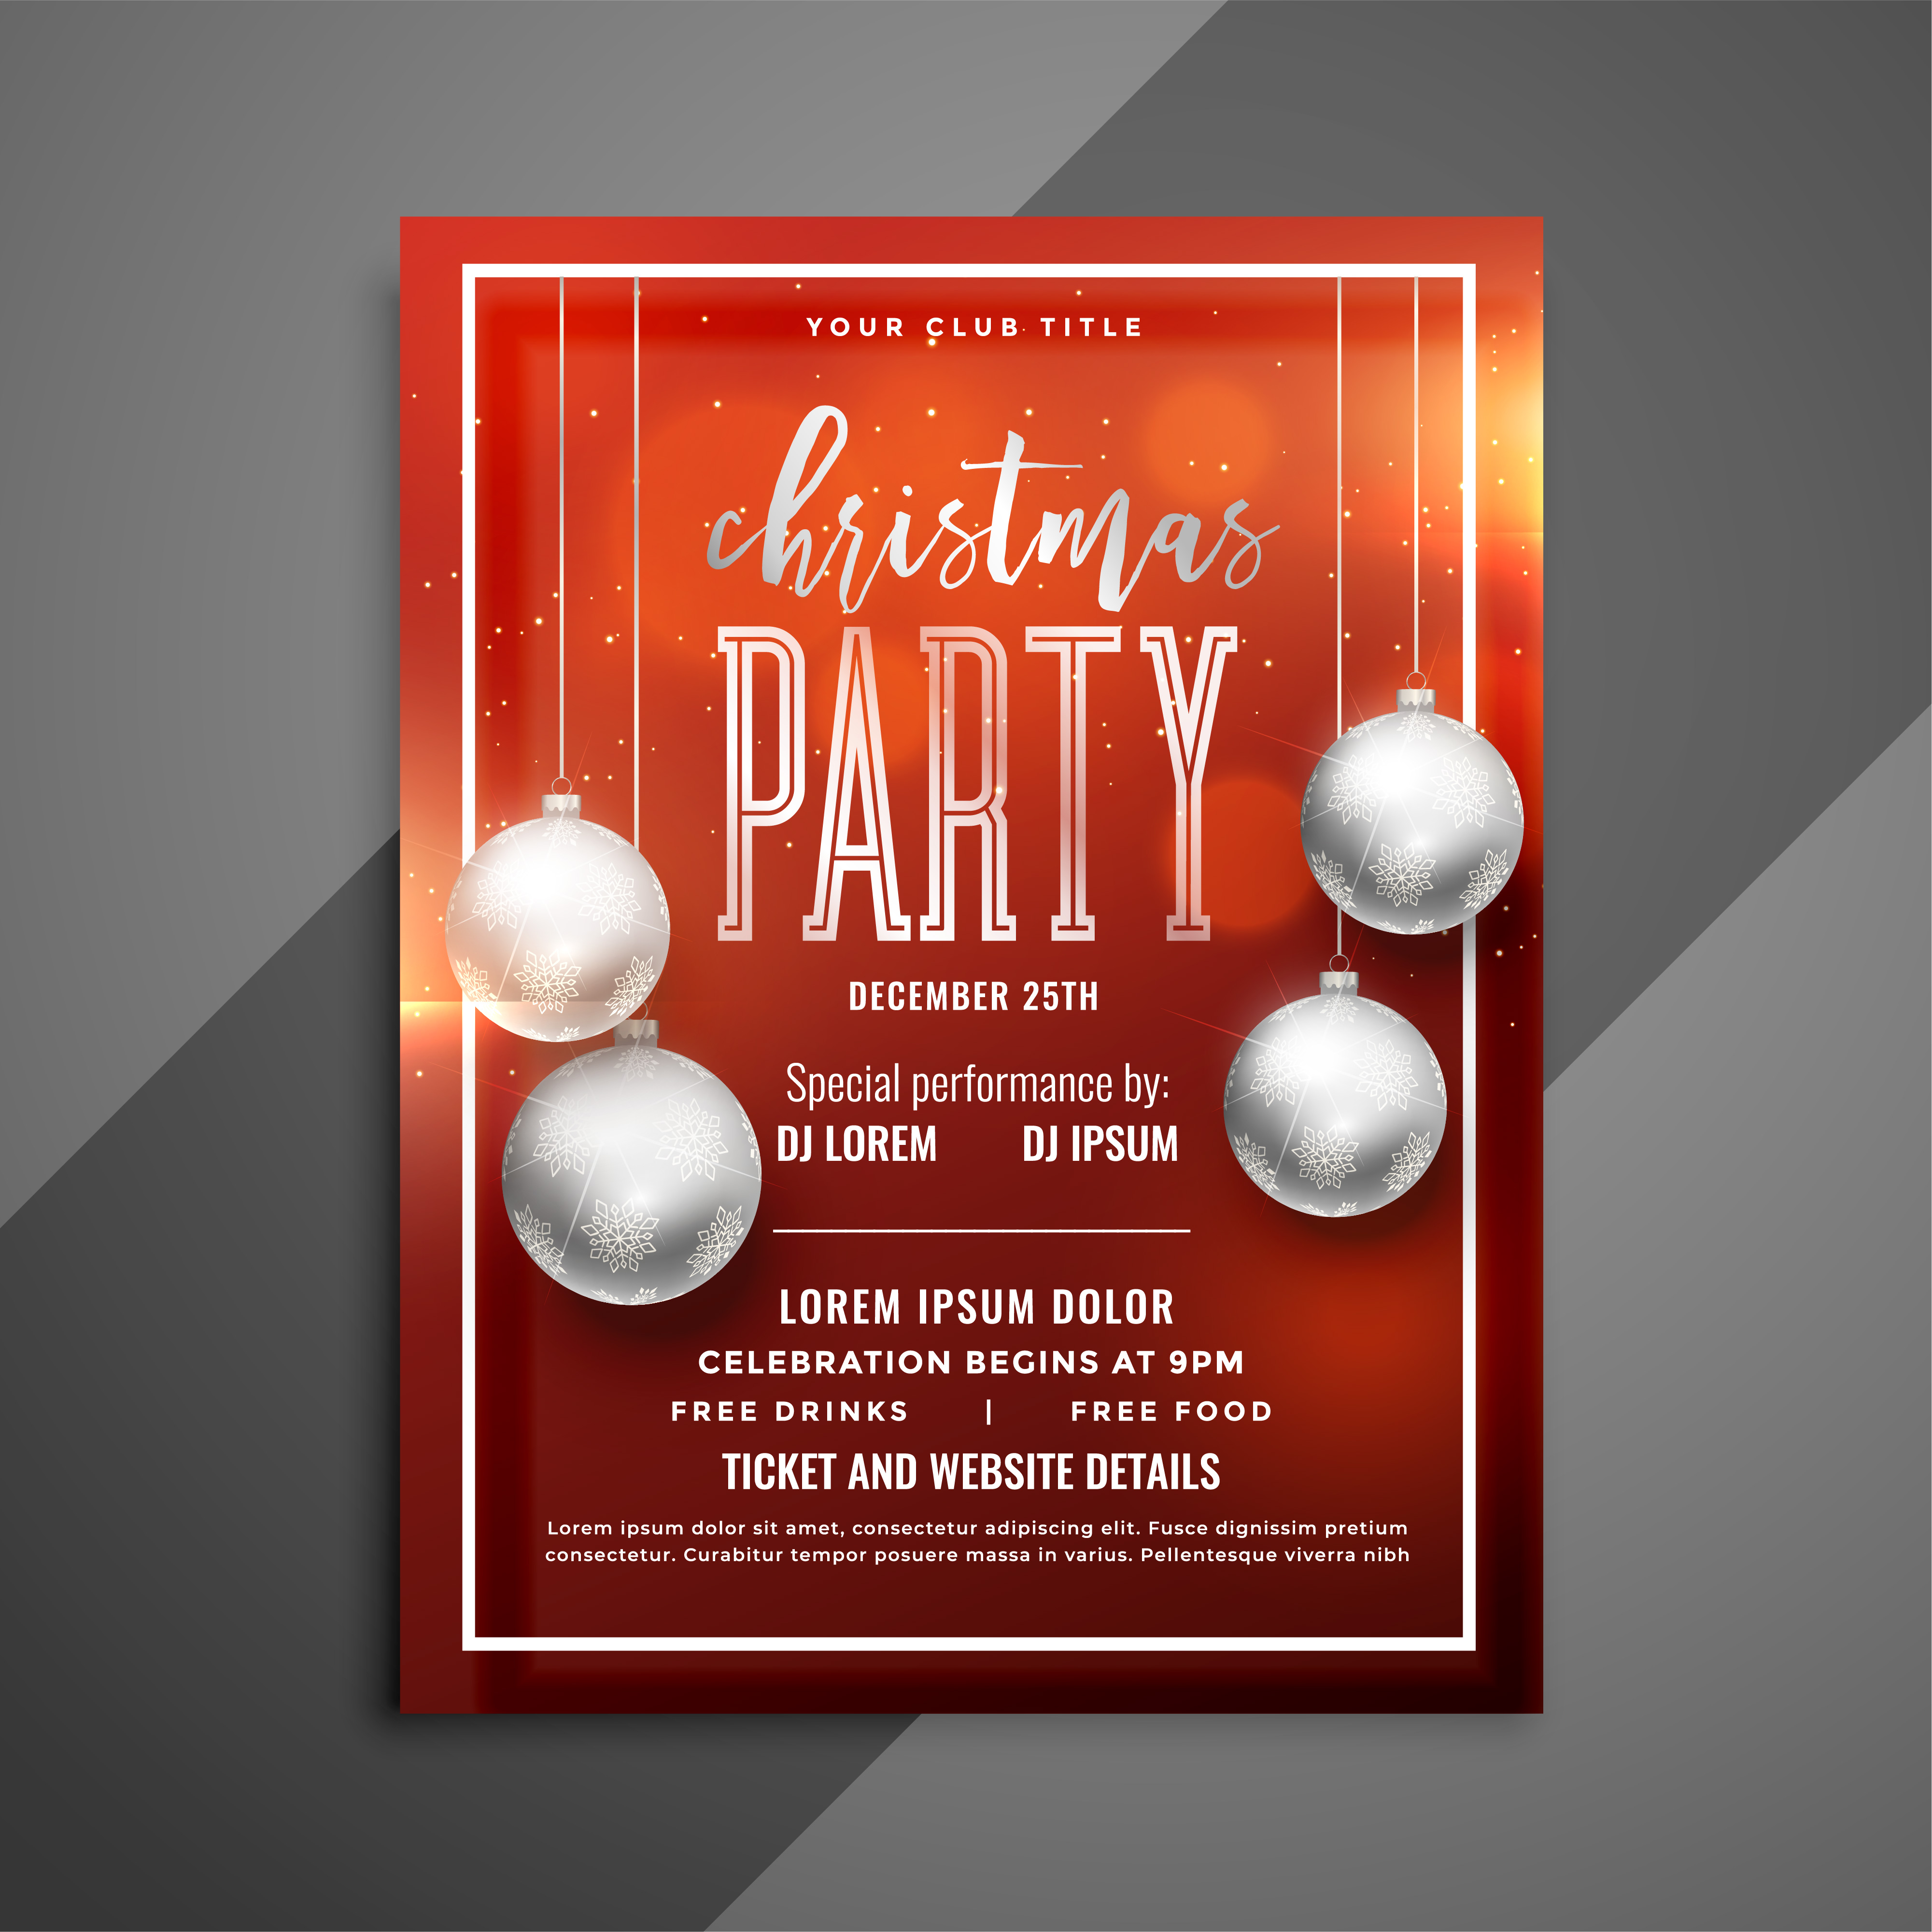 YOUR CLUB TITLE
christmas
PARTY
DECEMBER 25TH
Special performance by:
DJ LOREM DJ IPSUM
LOREM IPSUM DOLOR
CELEBRATION BEGINS AT 9PM
FREE DRINKS | FREE FOOD
TICKET AND WEBSITE DETAILS
Lorem ipsum dolor sit amet, consectetur adipiscing elit. Fusce dignissim pretium
consectetur. Curabitur tempor posuere massa in varius. Pellentesque viverra nibh